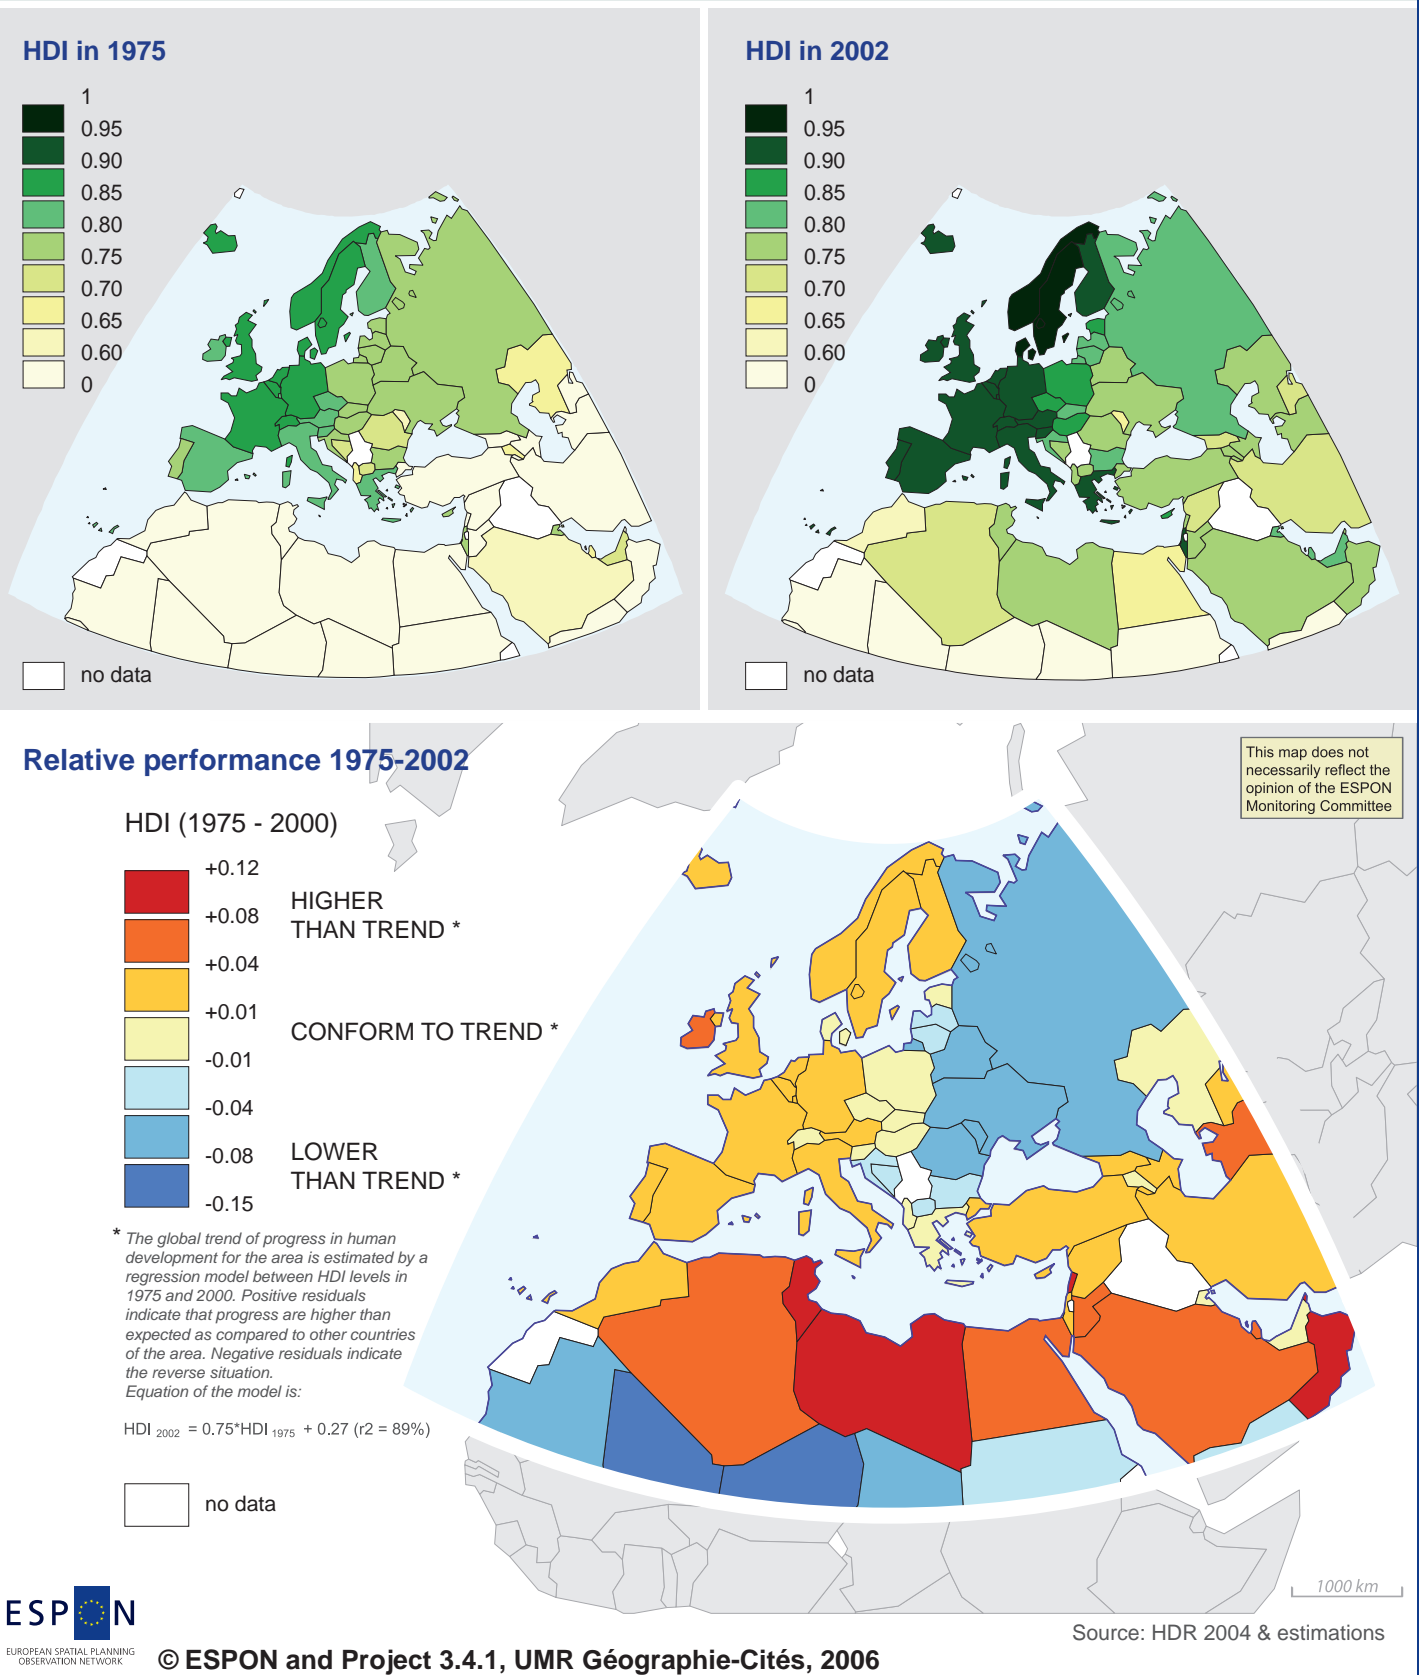 HDI in 1975
1
0.95
0.90
0.85
0.80
0.75
0.70
0.65
0.60
0
no data
HDI in 2002
1
0.95
0.90
0.85
0.80
0.75
0.70
0.65
0.60
0
no data
Relative performance 1975-2002
This map does not
necessarily reflect the
opinion of the ESPON
Monitoring Committee
HDI (1975 - 2000)
+0.12
+0.08
+0.04
+0.01
-0.01
-0.04
-0.08
-0.15
HIGHER
THAN TREND *
CONFORM TO TREND *
LOWER
THAN TREND *
* The global trend of progress in human
development for the area is estimated by a
regression model between HDI levels in
1975 and 2000. Positive residuals
indicate that progress are higher than
expected as compared to other countries
of the area. Negative residuals indicate
the reverse situation.
Equation of the model is:
HDI 2002 = 0.75*HDI 1975 + 0.27 (r2 = 89%)
no data
1000 km
Source: HDR 2004 & estimations
ESPON
EUROPEAN SPATIAL PLANNING
OBSERVATION NETWORK
© ESPON and Project 3.4.1, UMR Géographie-Cités, 2006